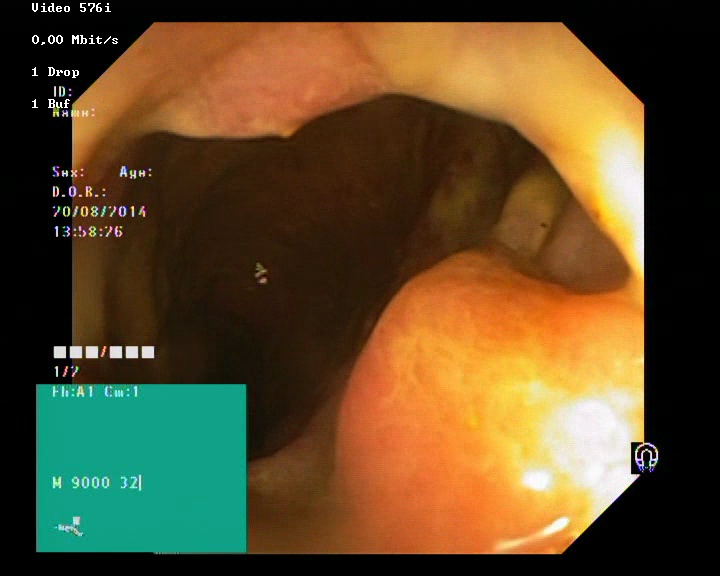 Video 576i
0,00 Mbit/s
1 Drop
ID:
1 Buf
Name:
Sex: Age:
D.O.B.:
20/08/2014
13:58:26
/
1/2
Eh:A1 Cm:1
M 9000 32